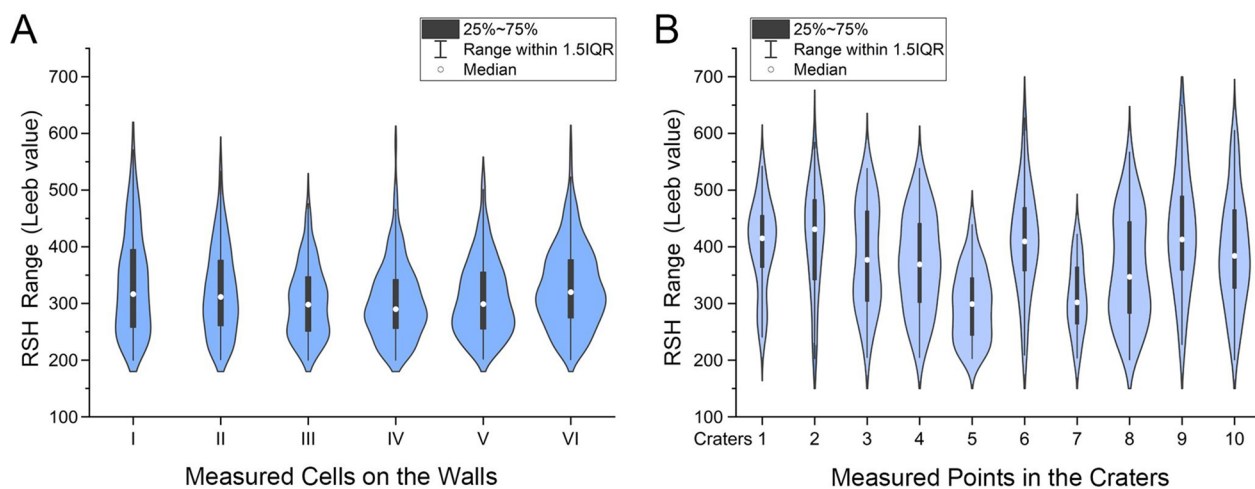 A
25%~75%
Range within 1.5IQR
Median
RSH Range (Leeb value)
700
600
500
400
300
200
100
I II III IV V VI
Measured Cells on the Walls
B
25%~75%
Range within 1.5IQR
Median
RSH Range (Leeb value)
700
600
500
400
300
200
100
Craters 1 2 3 4 5 6 7 8 9 10
Measured Points in the Craters